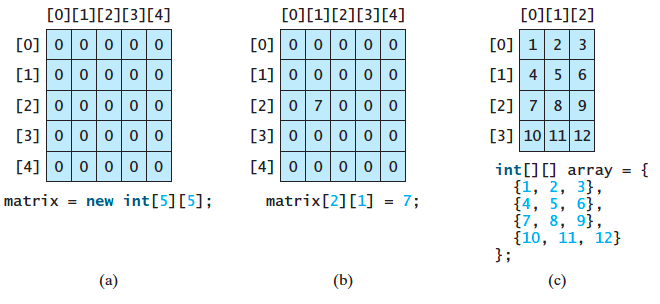 [0][1][2][3][4]
[0] 0 0 0 0 0
[1] 0 0 0 0 0
[2] 0 0 0 0 0
[3] 0 0 0 0 0
[4] 0 0 0 0 0
matrix = new int[5][5];
(a)
[0][1][2][3][4]
[0] 0 0 0 0 0
[1] 0 0 0 0 0
[2] 0 7 0 0 0
[3] 0 0 0 0 0
[4] 0 0 0 0 0
matrix[2][1] = 7;
(b)
[0][1][2]
[0] 1 2 3
[1] 4 5 6
[2] 7 8 9
[3] 10 11 12
int[][] array = {
{1, 2, 3},
{4, 5, 6},
{7, 8, 9},
{10, 11, 12}
};
(c)